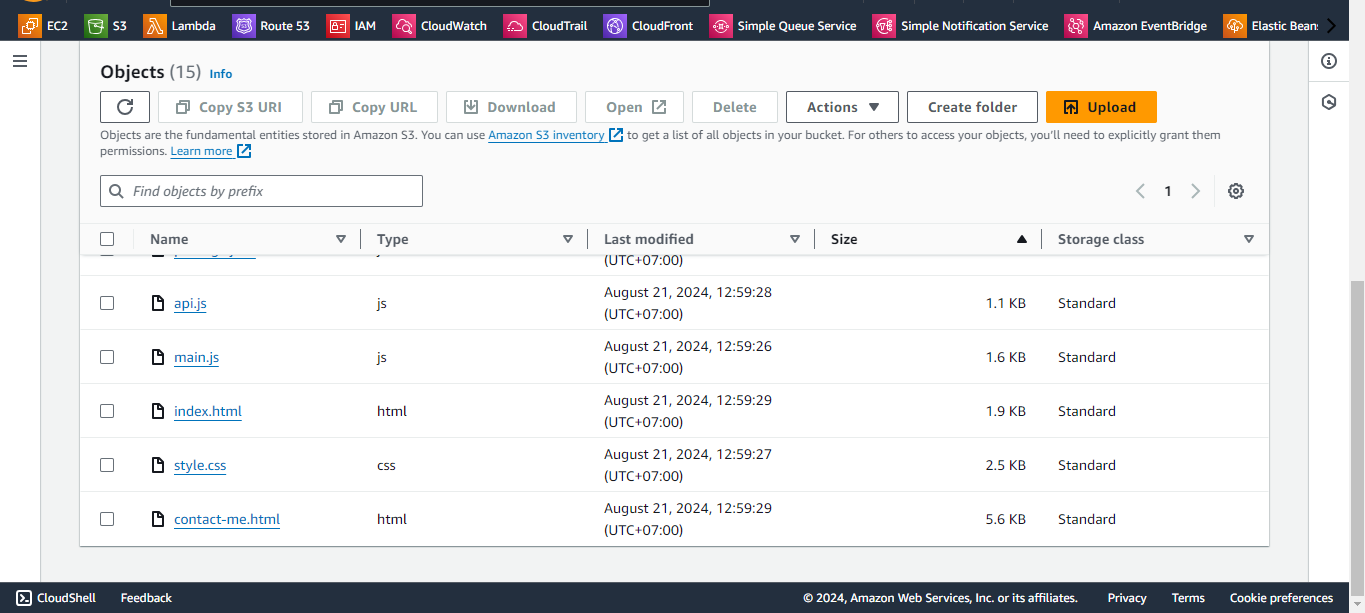 EC2 S3 Lambda Route 53 IAM CloudWatch CloudTrail CloudFront Simple Queue Service Simple Notification Service Amazon EventBridge Elastic Bean
Objects (15) Info
Copy S3 URI Copy URL Download Open Delete Actions Create folder Upload
Objects are the fundamental entities stored in Amazon S3. You can use Amazon S3 inventory to get a list of all objects in your bucket. For others to access your objects, you'll need to explicitly grant them
permissions. Learn more
Find objects by prefix
1
Name Type Last modified Size Storage class
(UTC+07:00)
api.js js August 21, 2024, 12:59:28 1.1 KB Standard
(UTC+07:00)
main.js js August 21, 2024, 12:59:26 1.6 KB Standard
(UTC+07:00)
index.html html August 21, 2024, 12:59:29 1.9 KB Standard
(UTC+07:00)
style.css css August 21, 2024, 12:59:27 2.5 KB Standard
(UTC+07:00)
contact-me.html html August 21, 2024, 12:59:29 5.6 KB Standard
(UTC+07:00)
CloudShell Feedback © 2024, Amazon Web Services, Inc. or its affiliates. Privacy Terms Cookie preferences